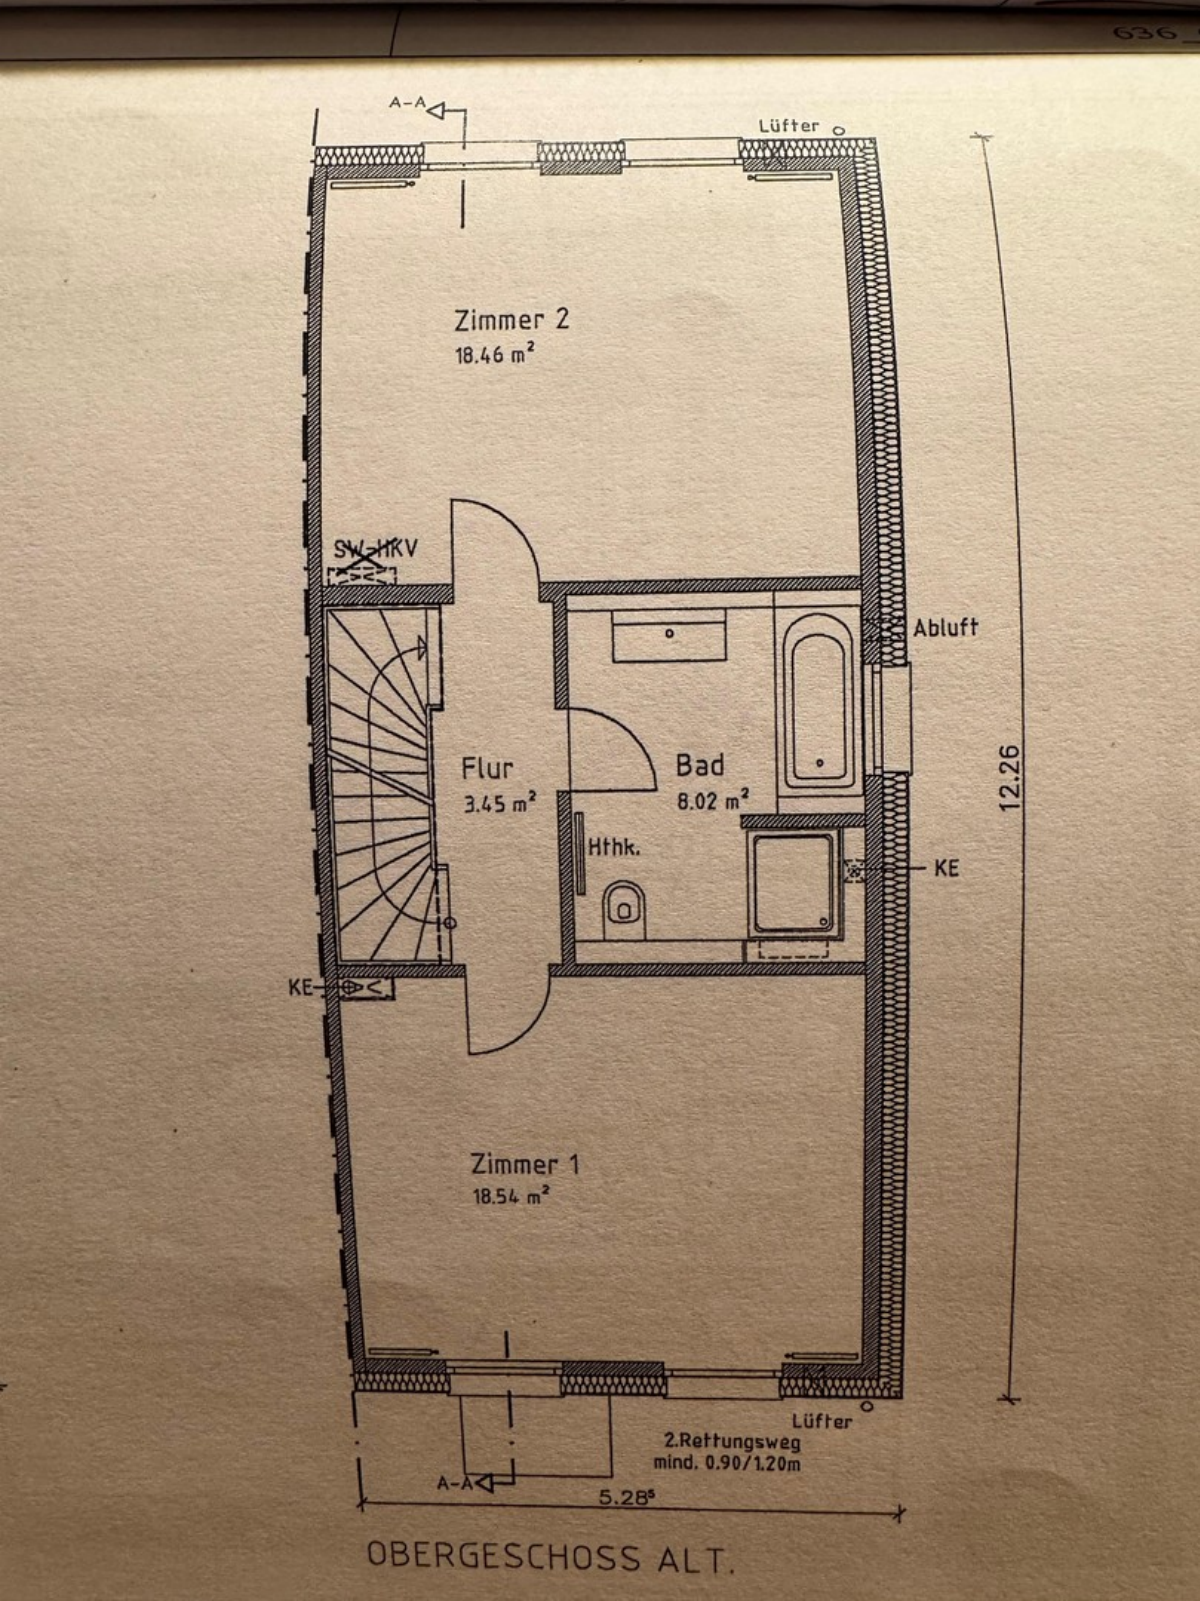 636_
A-A
Lüfter
Zimmer 2
18.46 m²
SW-HKV
Abluft
Flur
3.45 m²
Bad
8.02 m²
12.26
Hthk.
KE
KE
Zimmer 1
18.54 m²
Lüfter
2.Rettungsweg
mind. 0.90/1.20m
A-A
5.28⁵
OBERGESCHOSS ALT.